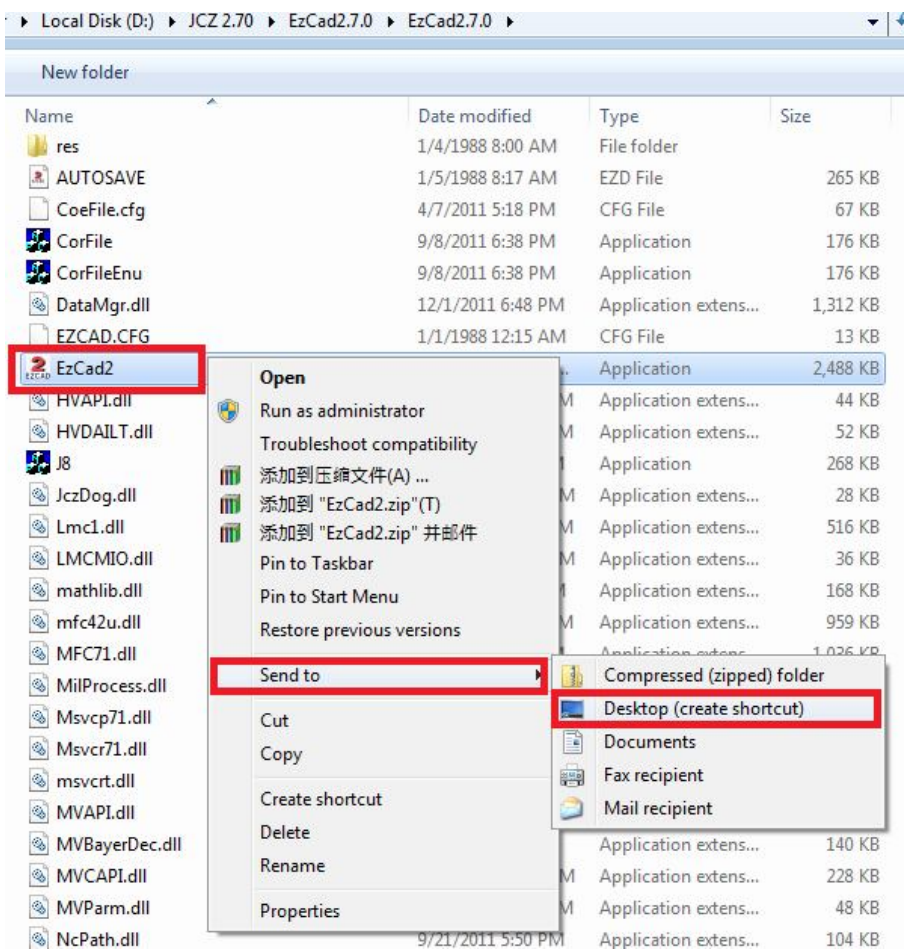 Local Disk (D:) JCZ 2.70 EzCad2.7.0 EzCad2.7.0
New folder
Name Date modified Type Size
res 1/4/1988 8:00 AM File folder
AUTOSAVE 1/5/1988 8:17 AM EZD File 265 KB
CoeFile.cfg 4/7/2011 5:18 PM CFG File 67 KB
CorFile 9/8/2011 6:38 PM Application 176 KB
CorFileEnu 9/8/2011 6:38 PM Application 176 KB
DataMgr.dll 12/1/2011 6:48 PM Application extens... 1,312 KB
EZCAD.CFG 1/1/1988 12:15 AM CFG File 13 KB
EzCad2 Application 2,488 KB
HVAPI.dll M Application extens... 44 KB
HVDAILT.dll M Application extens... 52 KB
J8 Application 268 KB
JczDog.dll M Application extens... 28 KB
Lmc1.dll M Application extens... 516 KB
LMCMIO.dll M Application extens... 36 KB
mathlib.dll Application extens... 168 KB
mfc42u.dll M Application extens... 959 KB
MFC71.dll Application extens... 1,036 KB
MilProcess.dll
Msvcp71.dll
Msvcr71.dll
msvcrt.dll
MVAPI.dll
MVBayerDec.dll Application extens... 140 KB
MVCAPI.dll M Application extens... 228 KB
MVParm.dll M Application extens... 48 KB
NcPath.dll 9/21/2011 5:50 PM Application extens... 104 KB
Open
Run as administrator
Troubleshoot compatibility
添加到压缩文件(A) ...
添加到 "EzCad2.zip"(T)
添加到 "EzCad2.zip" 并邮件
Pin to Taskbar
Pin to Start Menu
Restore previous versions
Send to
Cut
Copy
Create shortcut
Delete
Rename
Properties
Compressed (zipped) folder
Desktop (create shortcut)
Documents
Fax recipient
Mail recipient